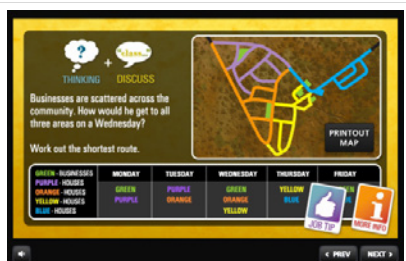 ?
"class..."
+
THINKING
DISCUSS
Businesses are scattered across the
community. How would he get to all
three areas on a Wednesday?
Work out the shortest route.
PRINTOUT
MAP
GREEN - BUSINESSES
PURPLE - HOUSES
ORANGE - HOUSES
YELLOW - HOUSES
BLUE - HOUSES
MONDAY
TUESDAY
WEDNESDAY
THURSDAY
FRIDAY
GREEN
PURPLE
PURPLE
ORANGE
GREEN
ORANGE
YELLOW
YELLOW
BLUE
JOB TIP
i
MORE INFO
< PREV
NEXT >